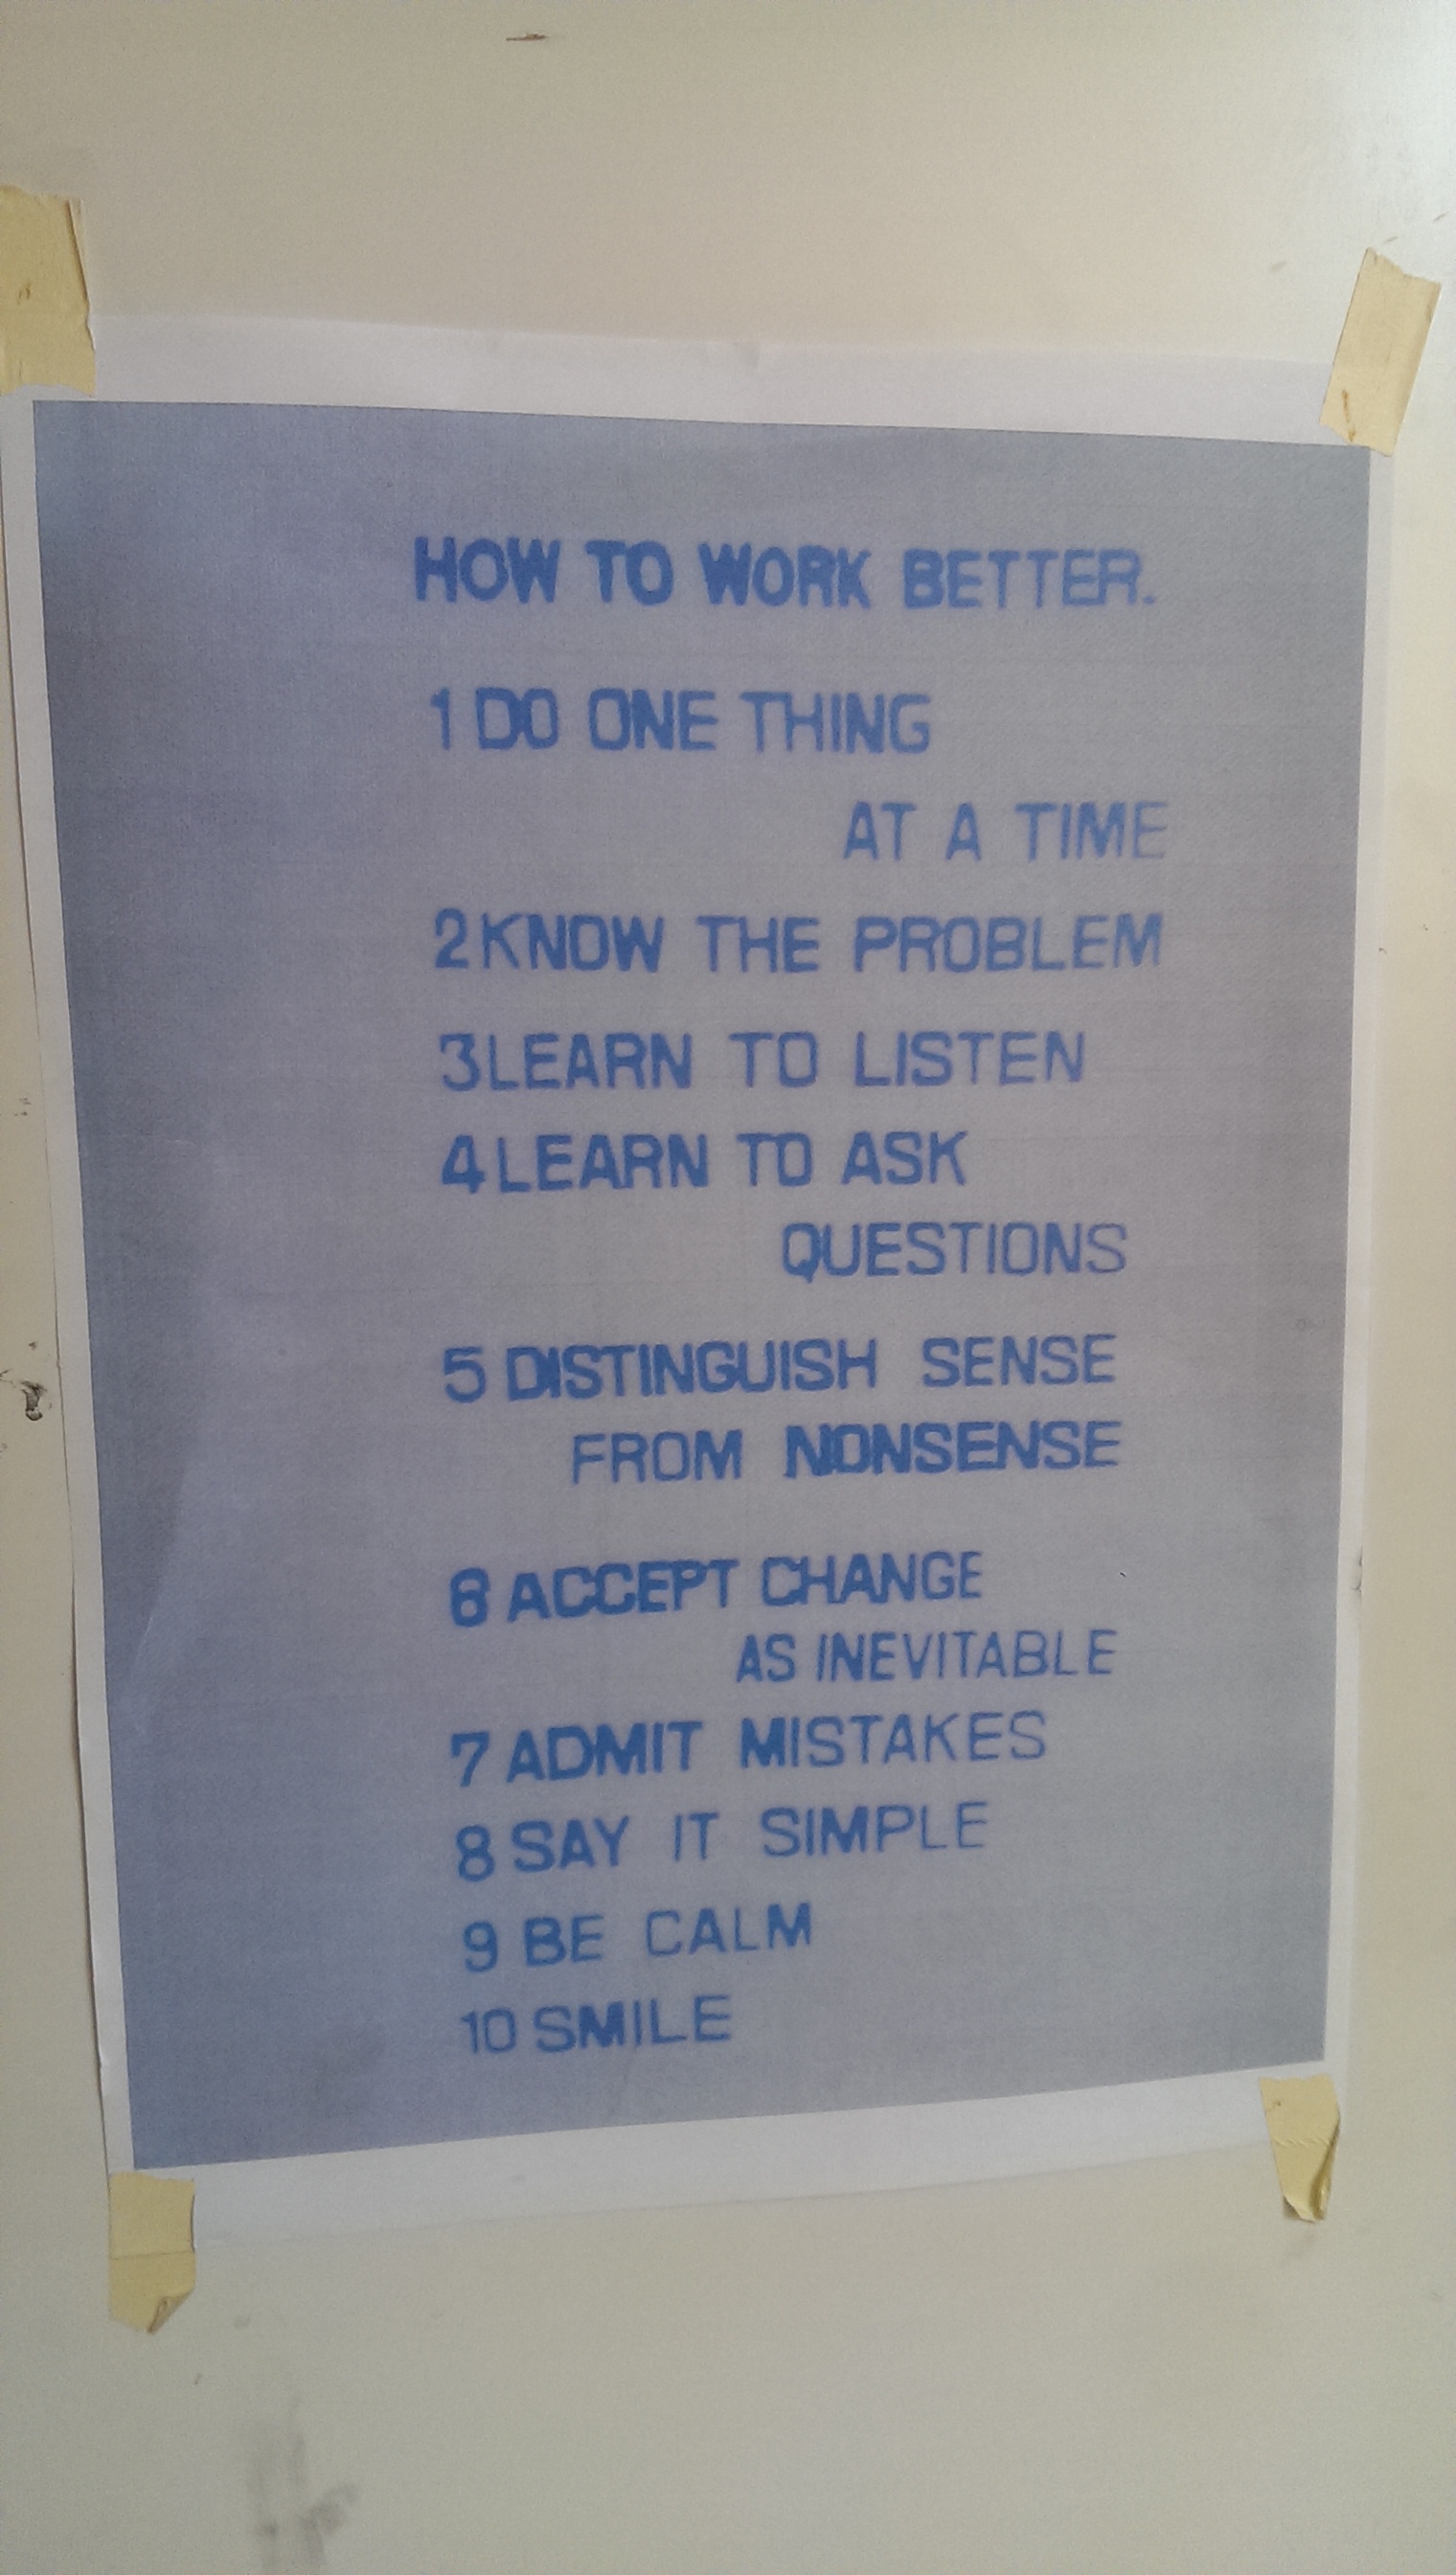 HOW TO WORK BETTER.
1 DO ONE THING
AT A TIME
2 KNOW THE PROBLEM
3 LEARN TO LISTEN
4 LEARN TO ASK
QUESTIONS
5 DISTINGUISH SENSE
FROM NONSENSE
6 ACCEPT CHANGE
AS INEVITABLE
7 ADMIT MISTAKES
8 SAY IT SIMPLE
9 BE CALM
10 SMILE